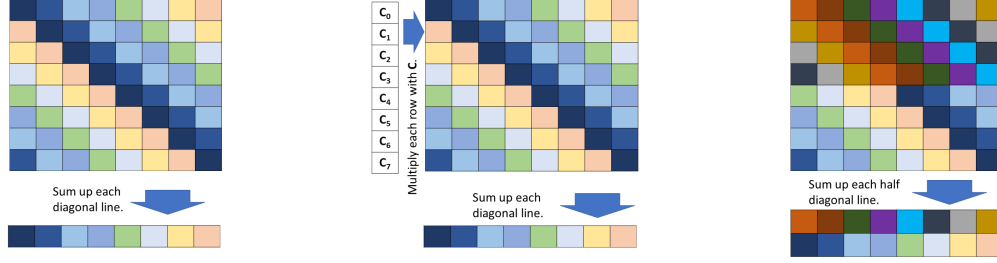 Sum up each
diagonal line.
C0
C1
C2
C3
C4
C5
C6
C7
Multiply each row with C.
Sum up each
diagonal line.
Sum up each half
diagonal line.